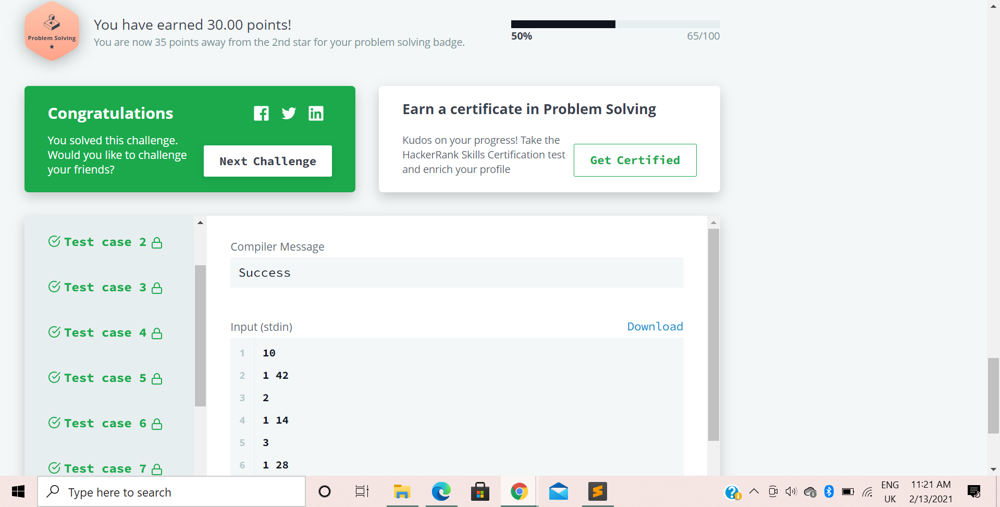 Problem Solving
You have earned 30.00 points!
You are now 35 points away from the 2nd star for your problem solving badge.
50%
65/100
Congratulations
You solved this challenge.
Would you like to challenge
your friends?
Next Challenge
Earn a certificate in Problem Solving
Kudos on your progress! Take the
HackerRank Skills Certification test
and enrich your profile
Get Certified
Test case 2
Test case 3
Test case 4
Test case 5
Test case 6
Test case 7
Compiler Message
Success
Input (stdin)
Download
1 10
2 1 42
3 2
4 1 14
5 3
6 1 28
Type here to search
ENG
UK
11:21 AM
2/13/2021